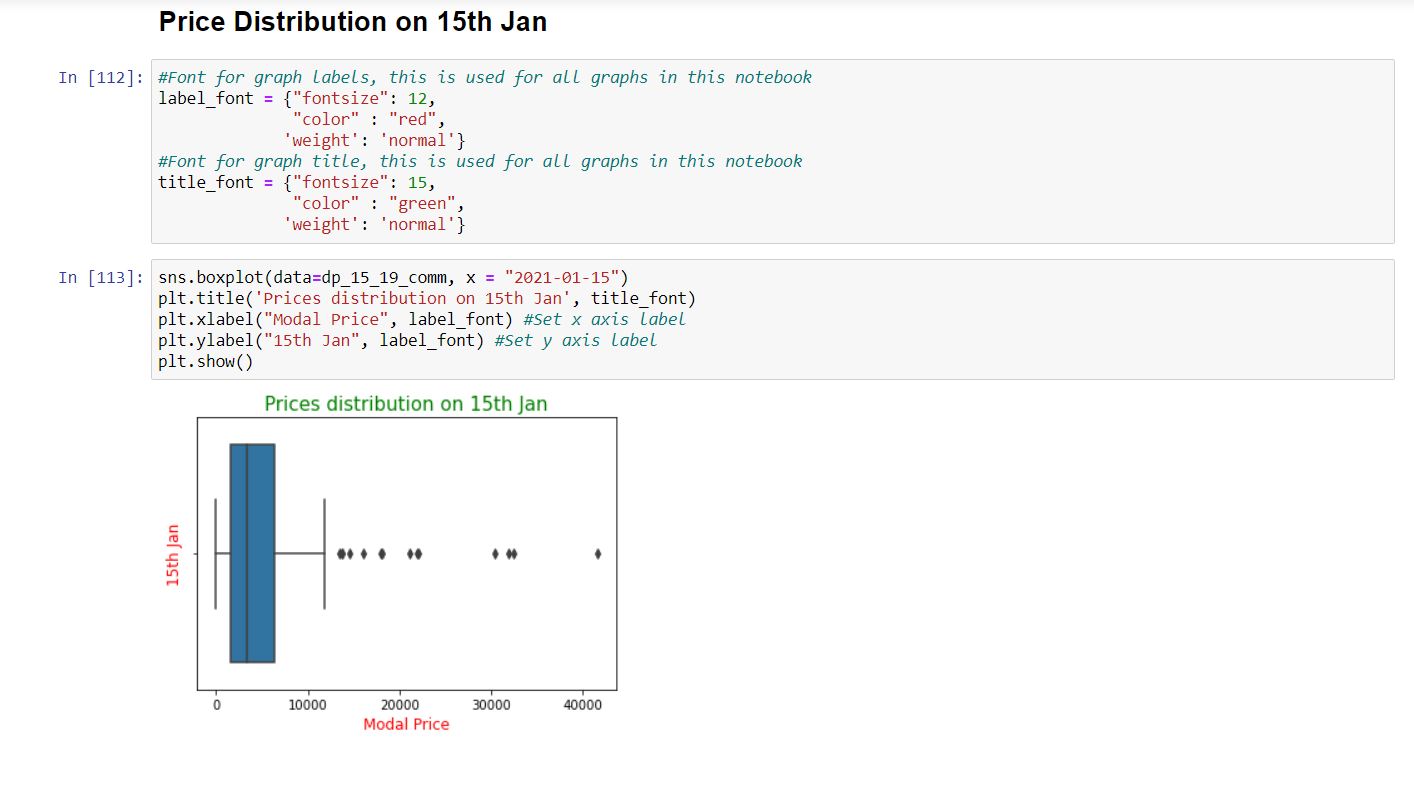 Price Distribution on 15th Jan
In [112]: #Font for graph labels, this is used for all graphs in this notebook
label_font = {"fontsize": 12,
"color" : "red",
'weight': 'normal'}
#Font for graph title, this is used for all graphs in this notebook
title_font = {"fontsize": 15,
"color" : "green",
'weight': 'normal'}
In [113]: sns.boxplot(data=dp_15_19_comm, x = "2021-01-15")
plt.title('Prices distribution on 15th Jan', title_font)
plt.xlabel("Modal Price", label_font) #Set x axis label
plt.ylabel("15th Jan", label_font) #Set y axis label
plt.show()
Prices distribution on 15th Jan
15th Jan
0 10000 20000 30000 40000
Modal Price